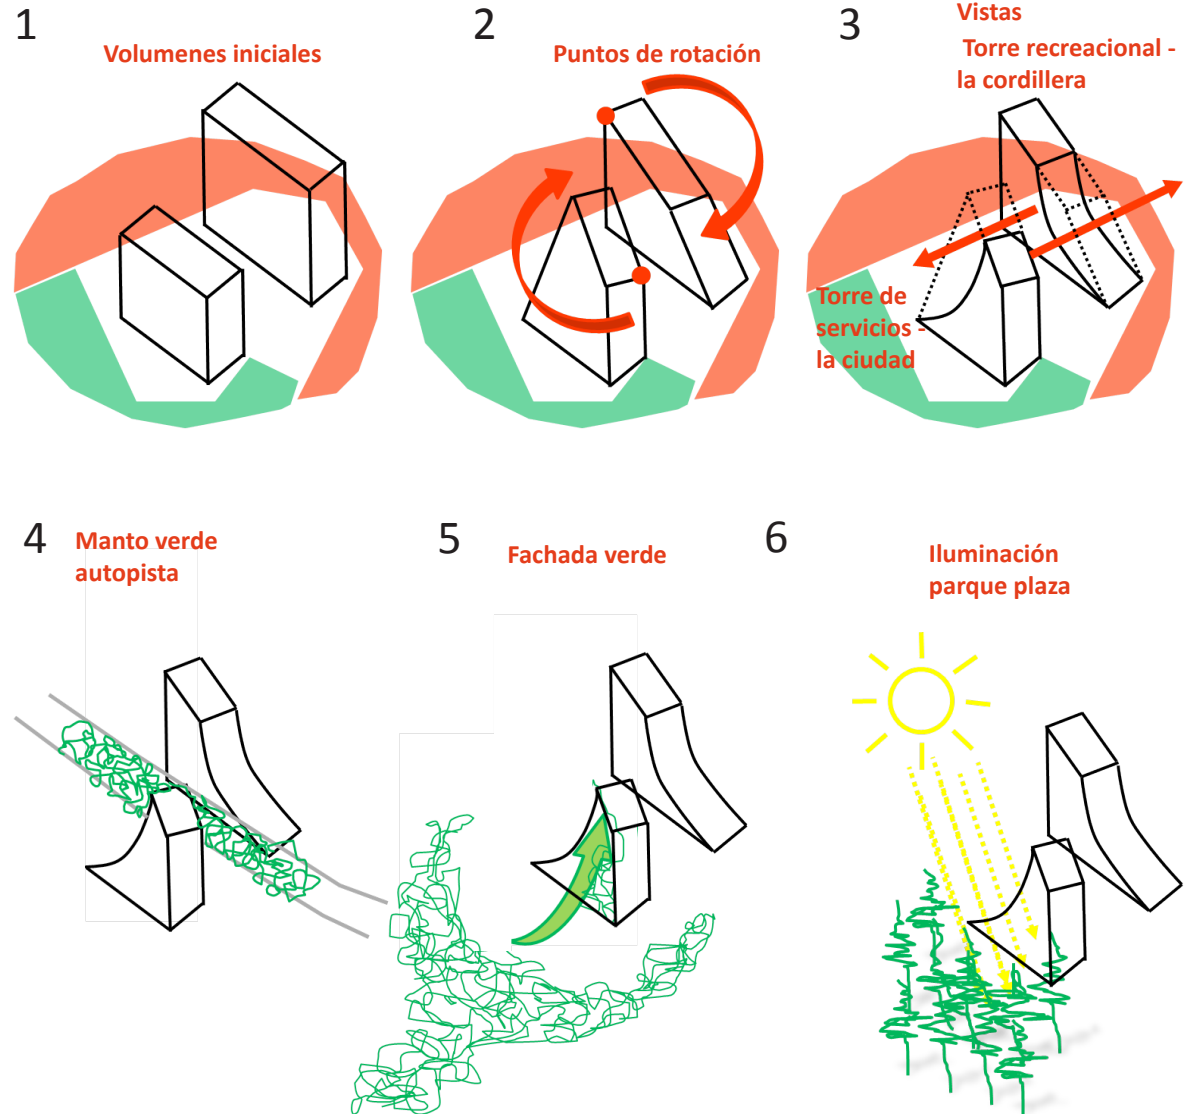 1
Volumenes iniciales
2
Puntos de rotación
3
Vistas
Torre recreacional -
la cordillera
Torre de
servicios -
la ciudad
4
Manto verde
autopista
5
Fachada verde
6
Iluminación
parque plaza